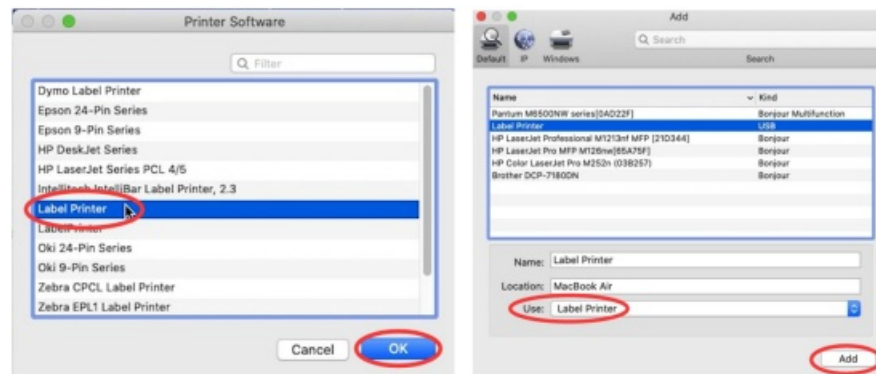 Printer Software
Filter
Dymo Label Printer
Epson 24-Pin Series
Epson 9-Pin Series
HP DeskJet Series
HP LaserJet Series PCL 4/5
Intellitech IntelliBar Label Printer, 2.3
Label Printer
LabelPrinter
Oki 24-Pin Series
Oki 9-Pin Series
Zebra CPCL Label Printer
Zebra EPL1 Label Printer
Cancel OK
Add
Search
Default IP Windows Search
Name Kind
Pantum M6500NW series[0AD22F] Bonjour Multifunction
Label Printer USB
HP LaserJet Professional M1213nf MFP [21D344] Bonjour
HP LaserJet Pro MFP M126nw[65A75F] Bonjour
HP Color LaserJet Pro M252n (03B257) Bonjour
Brother DCP-7180DN Bonjour
Name: Label Printer
Location: MacBook Air
Use: Label Printer
Add